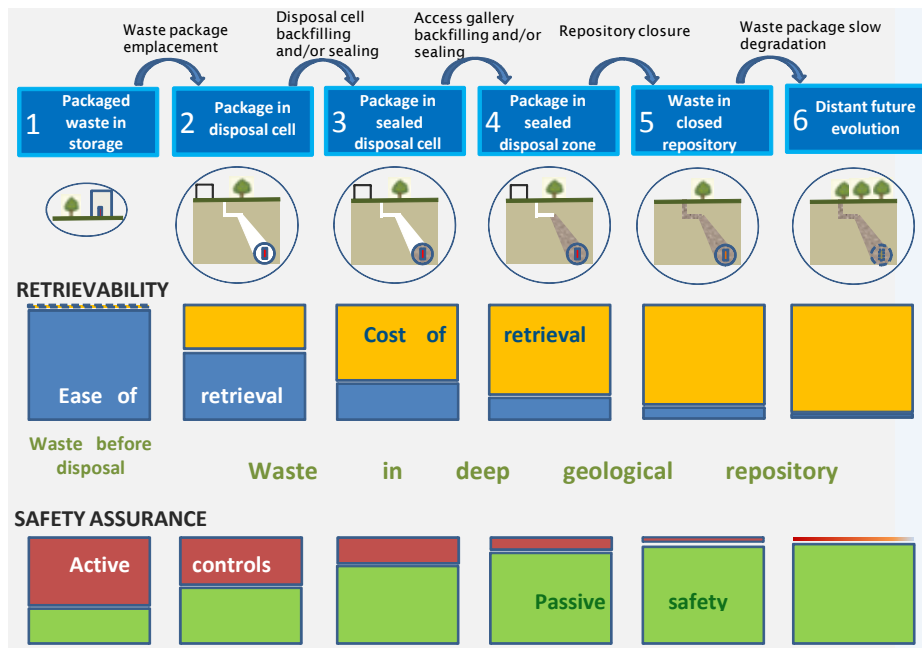 Waste package
emplacement
Disposal cell
backfilling
and/or sealing
Access gallery
backfilling and/or
sealing
Repository closure
Waste package slow
degradation
1
Packaged
waste in
storage
2
Package in
disposal cell
3
Package in
sealed
disposal cell
4
Package in
sealed
disposal zone
5
Waste in
closed
repository
6
Distant future
evolution
RETRIEVABILITY
Cost of retrieval
Ease of retrieval
Waste before
disposal
Waste in deep geological repository
SAFETY ASSURANCE
Active controls
Passive safety